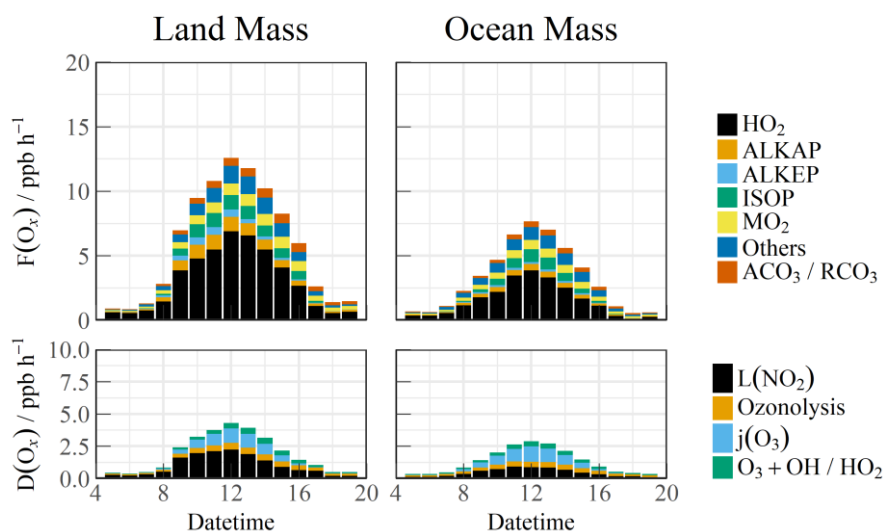 Land Mass
Ocean Mass
F(Oₓ) / ppb h⁻¹
20
15
10
5
0
HO₂
ALKAP
ALKEP
ISOP
MO₂
Others
ACO₃ / RCO₃
D(Oₓ) / ppb h⁻¹
10.0
7.5
5.0
2.5
0.0
L(NO₂)
Ozonolysis
j(O₃)
O₃ + OH / HO₂
4 8 12 16 20
4 8 12 16 20
Datetime
Datetime